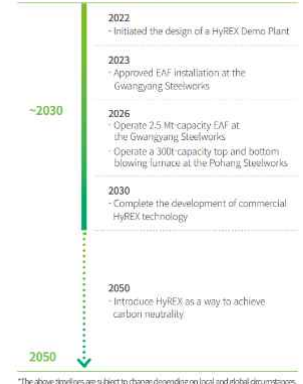 2022
- Initiated the design of a HyREX Demo Plant
2023
- Approved EAF installation at the
Gwangyang Steelworks
~2030
2026
- Operate 2.5 Mt-capacity EAF at
the Gwangyang Steelworks
- Operate a 300t-capacity top and bottom
blowing furnace at the Pohang Steelworks
2030
- Complete the development of commercial
HyREX technology
2050
- Introduce HyREX as a way to achieve
carbon neutrality
2050
*The above timelines are subject to change depending on local and global circumstances.